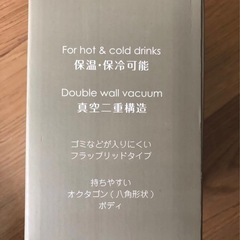 For hot & cold drinks
保温・保冷可能
Double wall vacuum
真空二重構造
ゴミなどが入りにくい
フラップリッドタイプ
持ちやすい
オクタゴン（八角形状）
ボディ